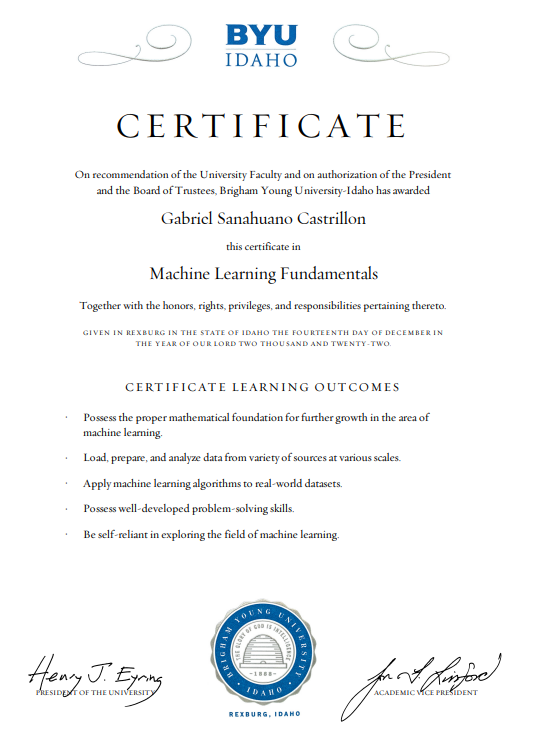 BYU
IDAHO
CERTIFICATE
On recommendation of the University Faculty and on authorization of the President
and the Board of Trustees, Brigham Young University-Idaho has awarded
Gabriel Sanahuano Castrillon
this certificate in
Machine Learning Fundamentals
Together with the honors, rights, privileges, and responsibilities pertaining thereto.
GIVEN IN REXBURG IN THE STATE OF IDAHO THE FOURTEENTH DAY OF DECEMBER IN
THE YEAR OF OUR LORD TWO THOUSAND AND TWENTY-TWO.
CERTIFICATE LEARNING OUTCOMES
· Possess the proper mathematical foundation for further growth in the area of
machine learning.
· Load, prepare, and analyze data from variety of sources at various scales.
· Apply machine learning algorithms to real-world datasets.
· Possess well-developed problem-solving skills.
· Be self-reliant in exploring the field of machine learning.
BRIGHAM YOUNG UNIVERSITY
THE GLORY OF GOD IS INTELLIGENCE
1888
IDAHO
REXBURG, IDAHO
Henry J. Eyring
PRESIDENT OF THE UNIVERSITY
Jon Linford
ACADEMIC VICE PRESIDENT